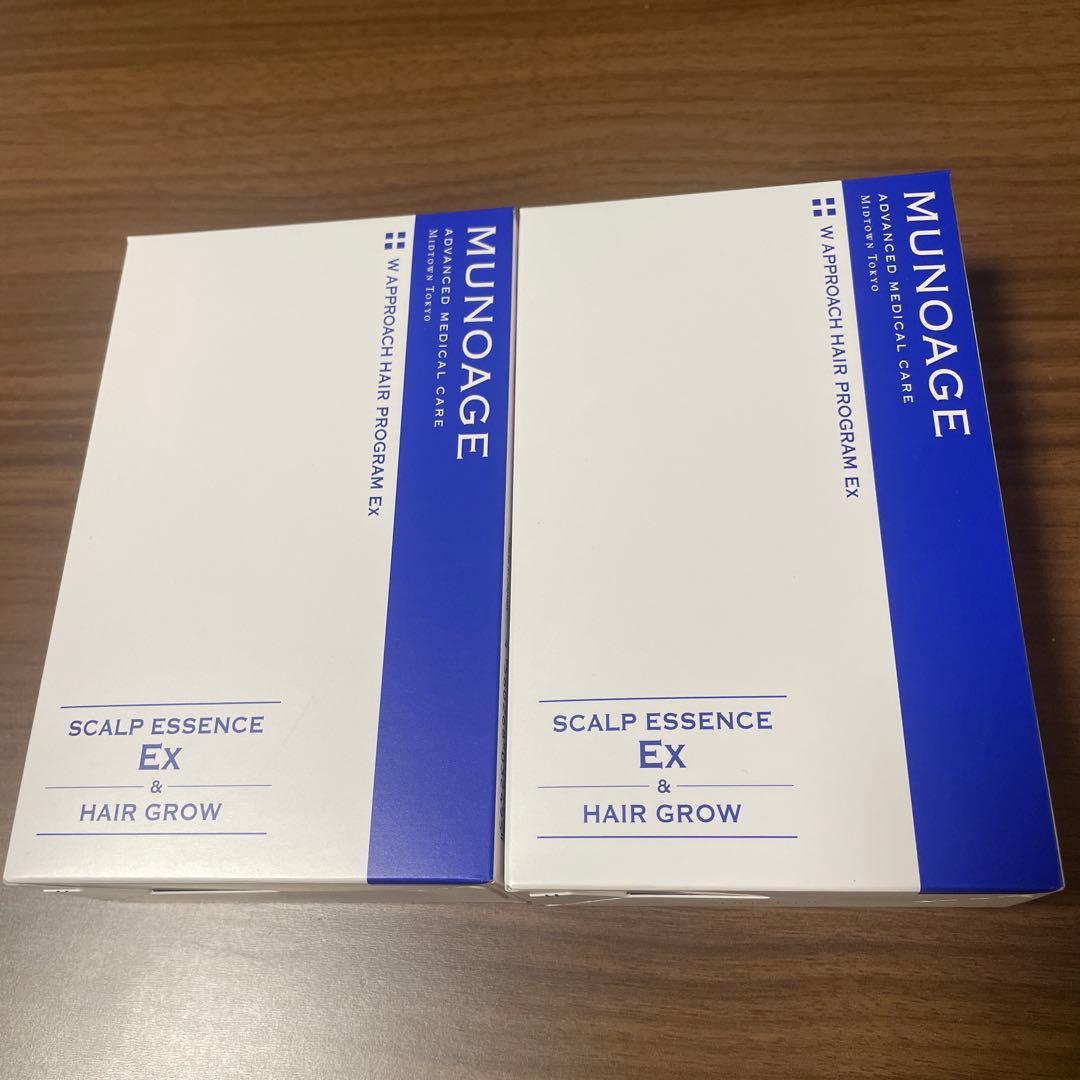 MUNOAGE
ADVANCED MEDICAL CARE
MIDTOWN TOKYO
W APPROACH HAIR PROGRAM EX
SCALP ESSENCE
EX
&
HAIR GROW
MUNOAGE
ADVANCED MEDICAL CARE
MIDTOWN TOKYO
W APPROACH HAIR PROGRAM EX
SCALP ESSENCE
EX
&
HAIR GROW